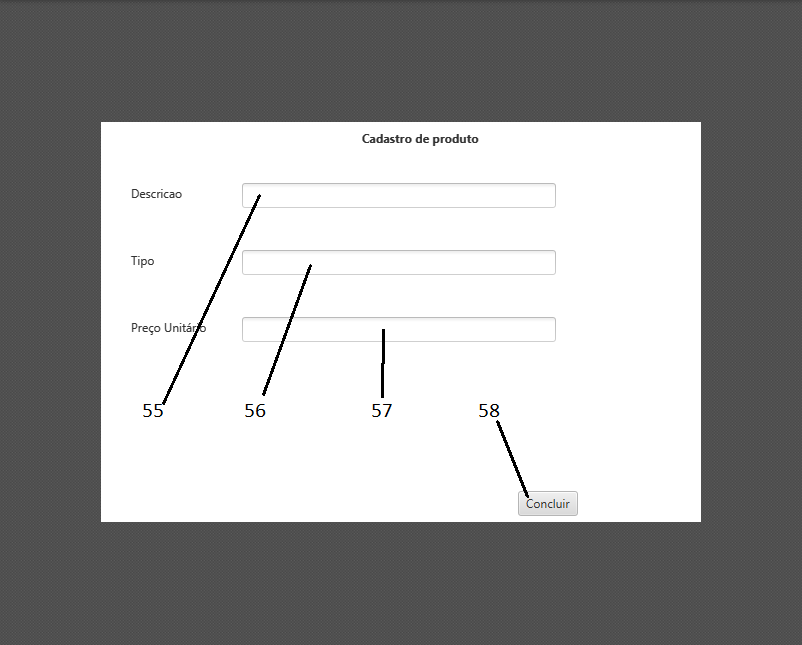 Cadastro de produto
Descricao
Tipo
Preço Unitário
55 56 57 58
Concluir